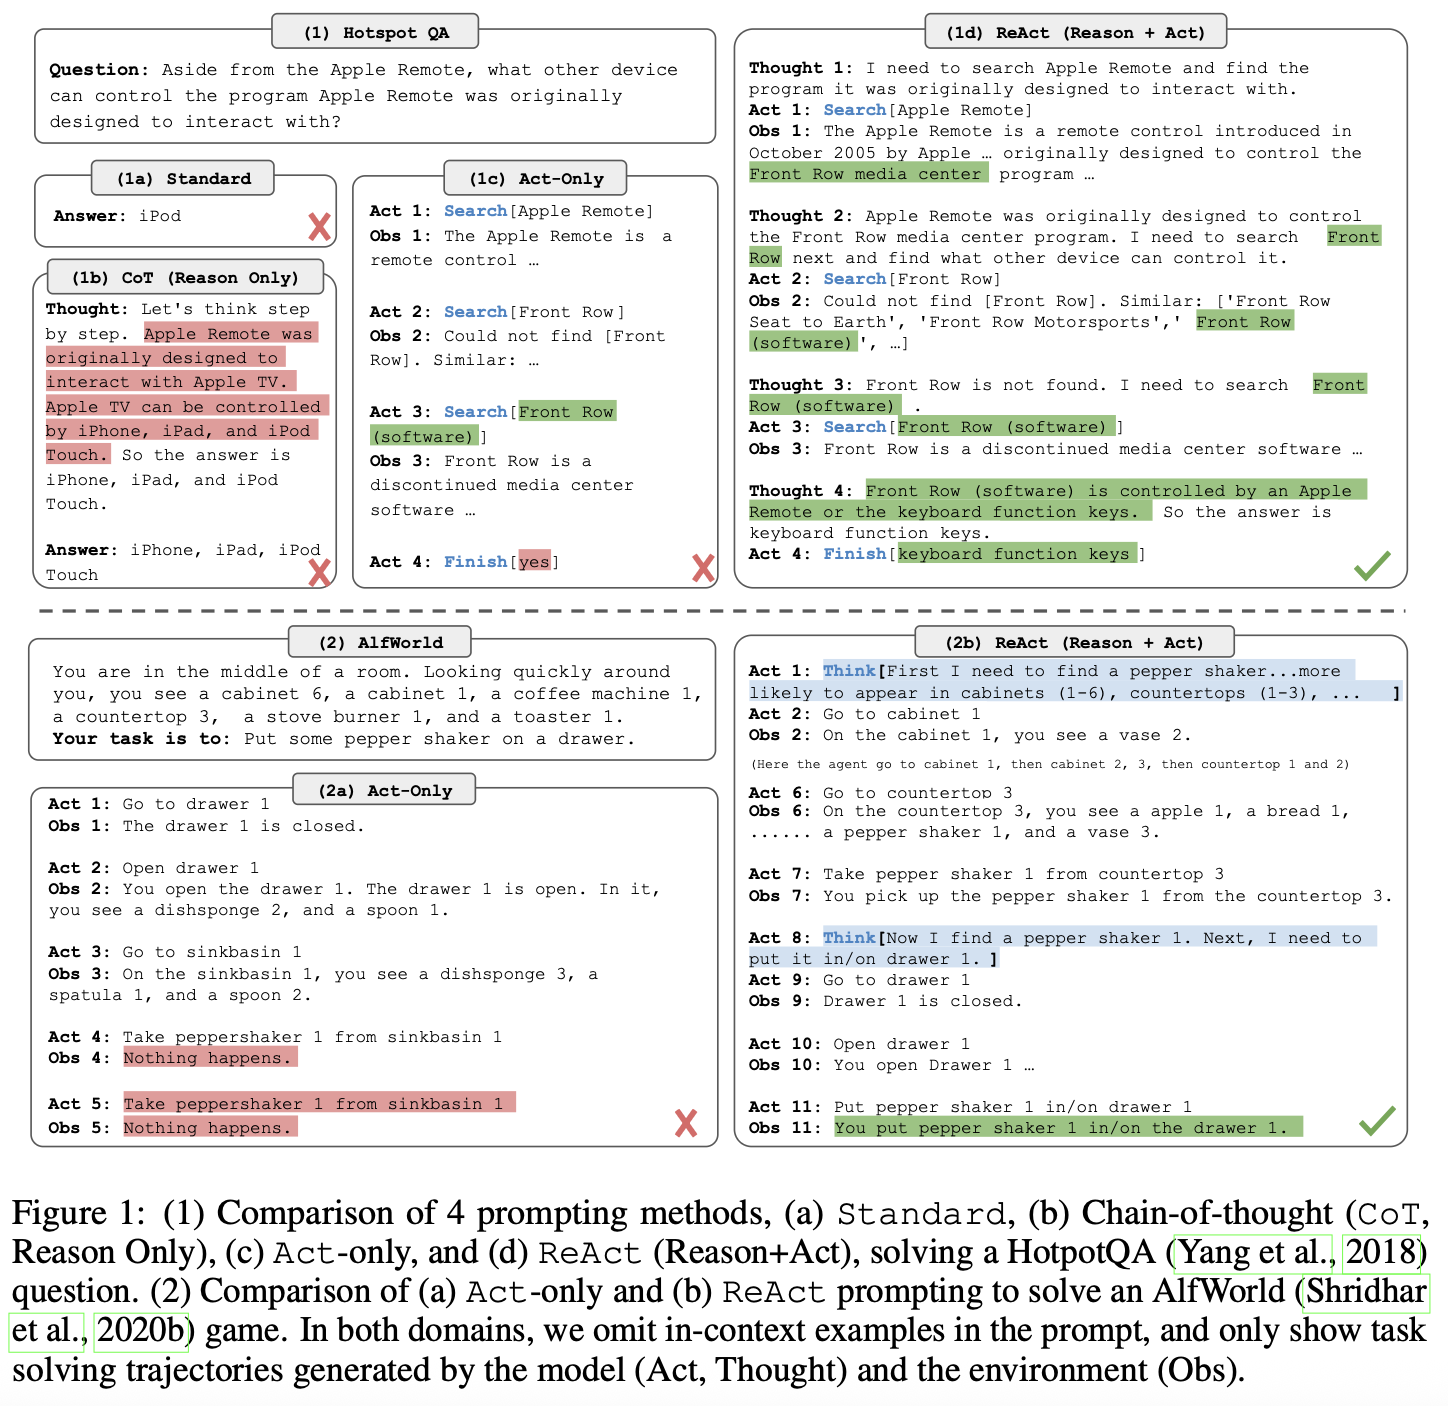 (1) Hotspot QA
Question: Aside from the Apple Remote, what other device
can control the program Apple Remote was originally
designed to interact with?
(1a) Standard
Answer: iPod
(1b) CoT (Reason Only)
Thought: Let's think step
by step. Apple Remote was
originally designed to
interact with Apple TV.
Apple TV can be controlled
by iPhone, iPad, and iPod
Touch. So the answer is
iPhone, iPad, and iPod
Touch.
Answer: iPhone, iPad, iPod
Touch
(1c) Act-Only
Act 1: Search[Apple Remote]
Obs 1: The Apple Remote is a
remote control …
Act 2: Search[Front Row]
Obs 2: Could not find [Front
Row]. Similar: …
Act 3: Search[Front Row
(software)]
Obs 3: Front Row is a
discontinued media center
software …
Act 4: Finish[yes]
(1d) ReAct (Reason + Act)
Thought 1: I need to search Apple Remote and find the
program it was originally designed to interact with.
Act 1: Search[Apple Remote]
Obs 1: The Apple Remote is a remote control introduced in
October 2005 by Apple … originally designed to control the
Front Row media center program …
Thought 2: Apple Remote was originally designed to control
the Front Row media center program. I need to search Front
Row next and find what other device can control it.
Act 2: Search[Front Row]
Obs 2: Could not find [Front Row]. Similar: ['Front Row
Seat to Earth', 'Front Row Motorsports',' Front Row
(software)', …]
Thought 3: Front Row is not found. I need to search Front
Row (software) .
Act 3: Search[Front Row (software) ]
Obs 3: Front Row is a discontinued media center software …
Thought 4: Front Row (software) is controlled by an Apple
Remote or the keyboard function keys. So the answer is
keyboard function keys.
Act 4: Finish[keyboard function keys ]
(2) AlfWorld
You are in the middle of a room. Looking quickly around
you, you see a cabinet 6, a cabinet 1, a coffee machine 1,
a countertop 3, a stove burner 1, and a toaster 1.
Your task is to: Put some pepper shaker on a drawer.
(2a) Act-Only
Act 1: Go to drawer 1
Obs 1: The drawer 1 is closed.
Act 2: Open drawer 1
Obs 2: You open the drawer 1. The drawer 1 is open. In it,
you see a dishsponge 2, and a spoon 1.
Act 3: Go to sinkbasin 1
Obs 3: On the sinkbasin 1, you see a dishsponge 3, a
spatula 1, and a spoon 2.
Act 4: Take peppershaker 1 from sinkbasin 1
Obs 4: Nothing happens.
Act 5: Take peppershaker 1 from sinkbasin 1
Obs 5: Nothing happens.
(2b) ReAct (Reason + Act)
Act 1: Think[First I need to find a pepper shaker...more
likely to appear in cabinets (1-6), countertops (1-3), ... ]
Act 2: Go to cabinet 1
Obs 2: On the cabinet 1, you see a vase 2.
(Here the agent go to cabinet 1, then cabinet 2, 3, then countertop 1 and 2)
Act 6: Go to countertop 3
Obs 6: On the countertop 3, you see a apple 1, a bread 1,
...... a pepper shaker 1, and a vase 3.
Act 7: Take pepper shaker 1 from countertop 3
Obs 7: You pick up the pepper shaker 1 from the countertop 3.
Act 8: Think[Now I find a pepper shaker 1. Next, I need to
put it in/on drawer 1. ]
Act 9: Go to drawer 1
Obs 9: Drawer 1 is closed.
Act 10: Open drawer 1
Obs 10: You open Drawer 1 …
Act 11: Put pepper shaker 1 in/on drawer 1
Obs 11: You put pepper shaker 1 in/on the drawer 1.
Figure 1: (1) Comparison of 4 prompting methods, (a) Standard, (b) Chain-of-thought (CoT,
Reason Only), (c) Act-only, and (d) ReAct (Reason+Act), solving a HotpotQA (Yang et al., 2018)
question. (2) Comparison of (a) Act-only and (b) ReAct prompting to solve an AlfWorld (Shridhar
et al., 2020b) game. In both domains, we omit in-context examples in the prompt, and only show task
solving trajectories generated by the model (Act, Thought) and the environment (Obs).